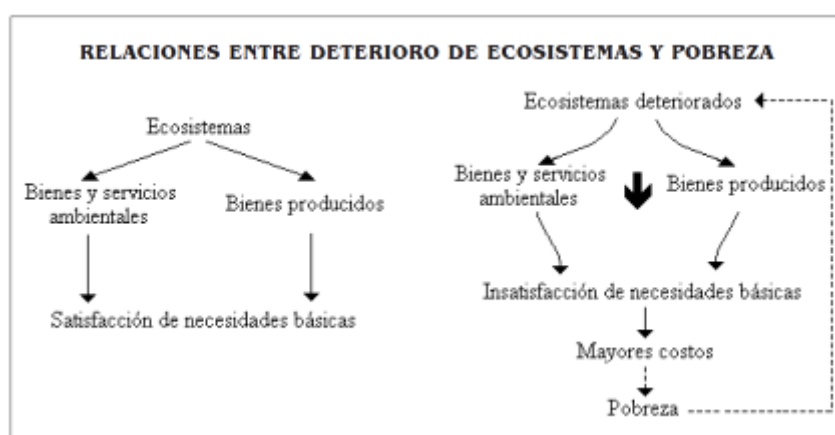 RELACIONES ENTRE DETERIORO DE ECOSISTEMAS Y POBREZA
Ecosistemas
Bienes y servicios
ambientales
Bienes producidos
Satisfacción de necesidades básicas
Ecosistemas deteriorados
Bienes y servicios
ambientales
Bienes producidos
Insatisfacción de necesidades básicas
Mayores costos
Pobreza